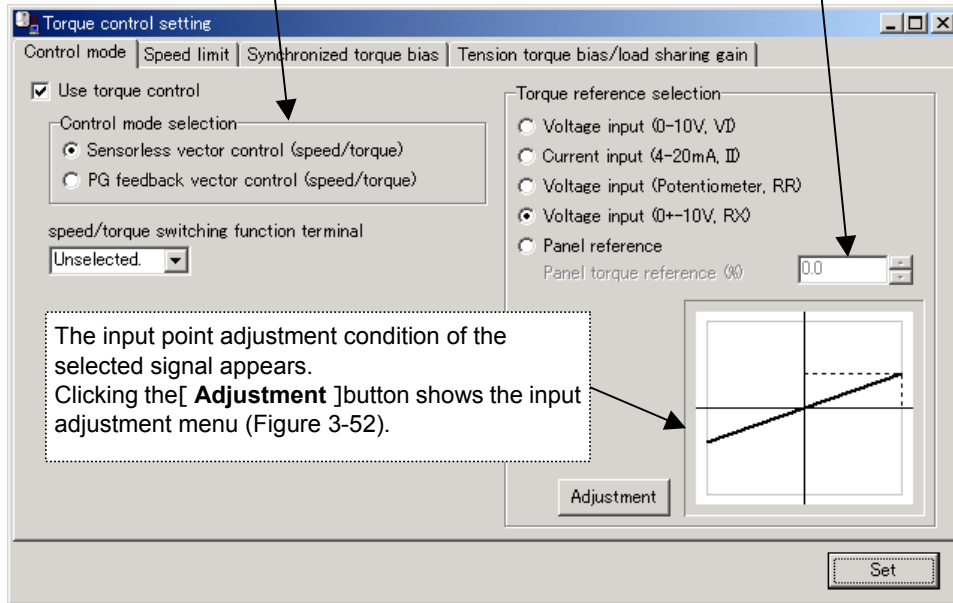 Torque control setting
Control mode Speed limit Synchronized torque bias Tension torque bias/load sharing gain
Use torque control
Control mode selection
Sensorless vector control (speed/torque)
PG feedback vector control (speed/torque)
speed/torque switching function terminal
Unselected.
Torque reference selection
Voltage input (0-10V, VI)
Current input (4-20mA, II)
Voltage input (Potentiometer, RR)
Voltage input (0+-10V, RX)
Panel reference
Panel torque reference (%) 0.0
The input point adjustment condition of the
selected signal appears.
Clicking the[ Adjustment ]button shows the input
adjustment menu (Figure 3-52).
Adjustment
Set